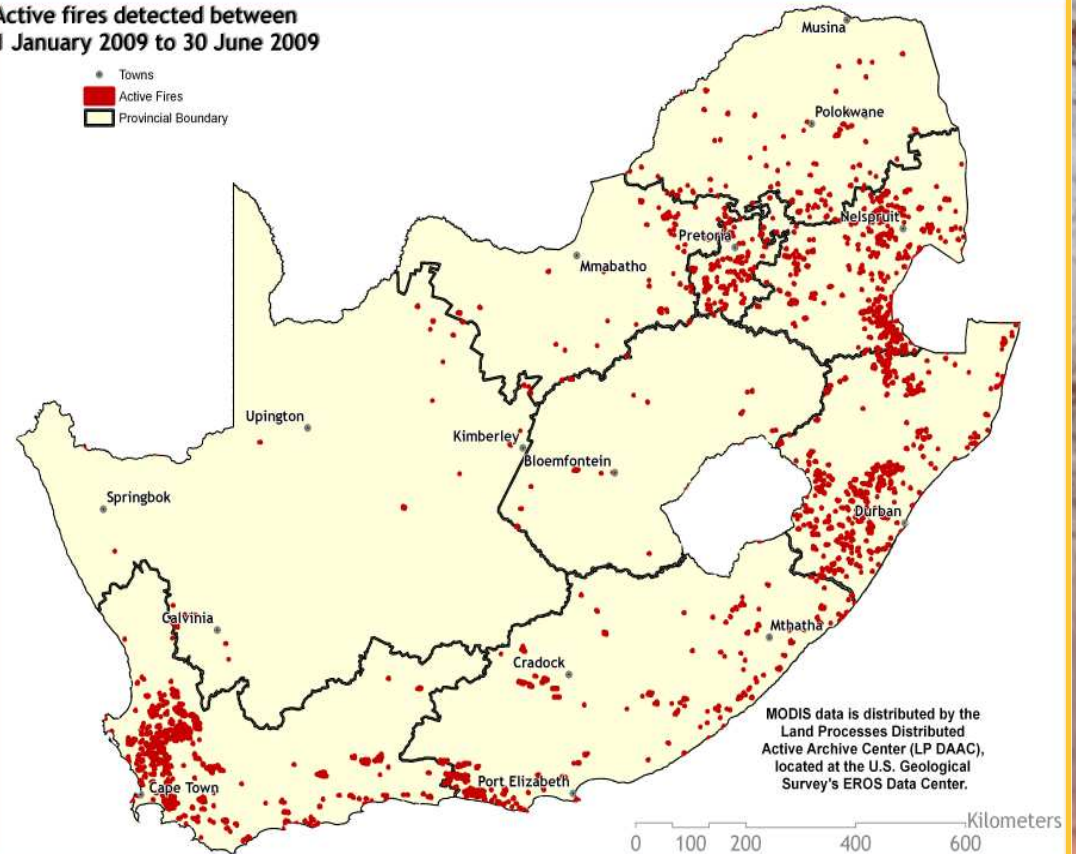 Active fires detected between
1 January 2009 to 30 June 2009
Towns
Active Fires
Provincial Boundary
Musina
Polokwane
Nelspruit
Pretoria
Mmabatho
Upington
Kimberley
Bloemfontein
Springbok
Durban
Calvinia
Mthatha
Cradock
MODIS data is distributed by the
Land Processes Distributed
Active Archive Center (LP DAAC),
located at the U.S. Geological
Survey's EROS Data Center.
Port Elizabeth
Cape Town
Kilometers
0 100 200 400 600